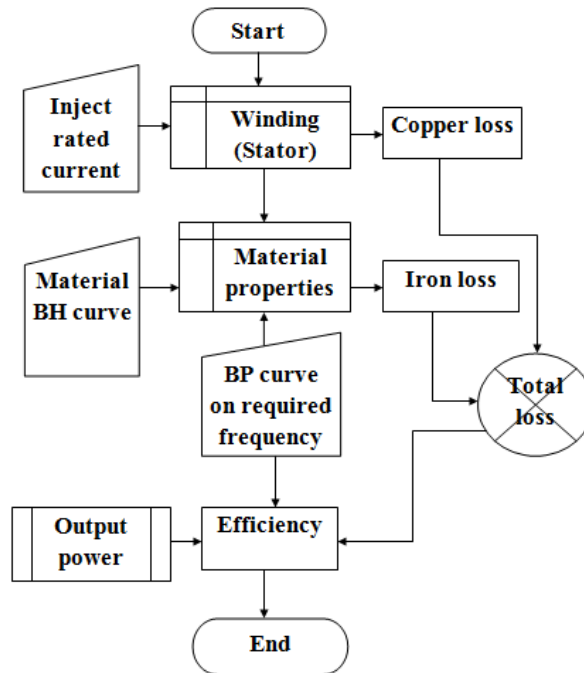 Start
Inject
rated
current
Winding
(Stator)
Copper loss
Material
BH curve
Material
properties
Iron loss
BP curve
on required
frequency
Total
loss
Output
power
Efficiency
End